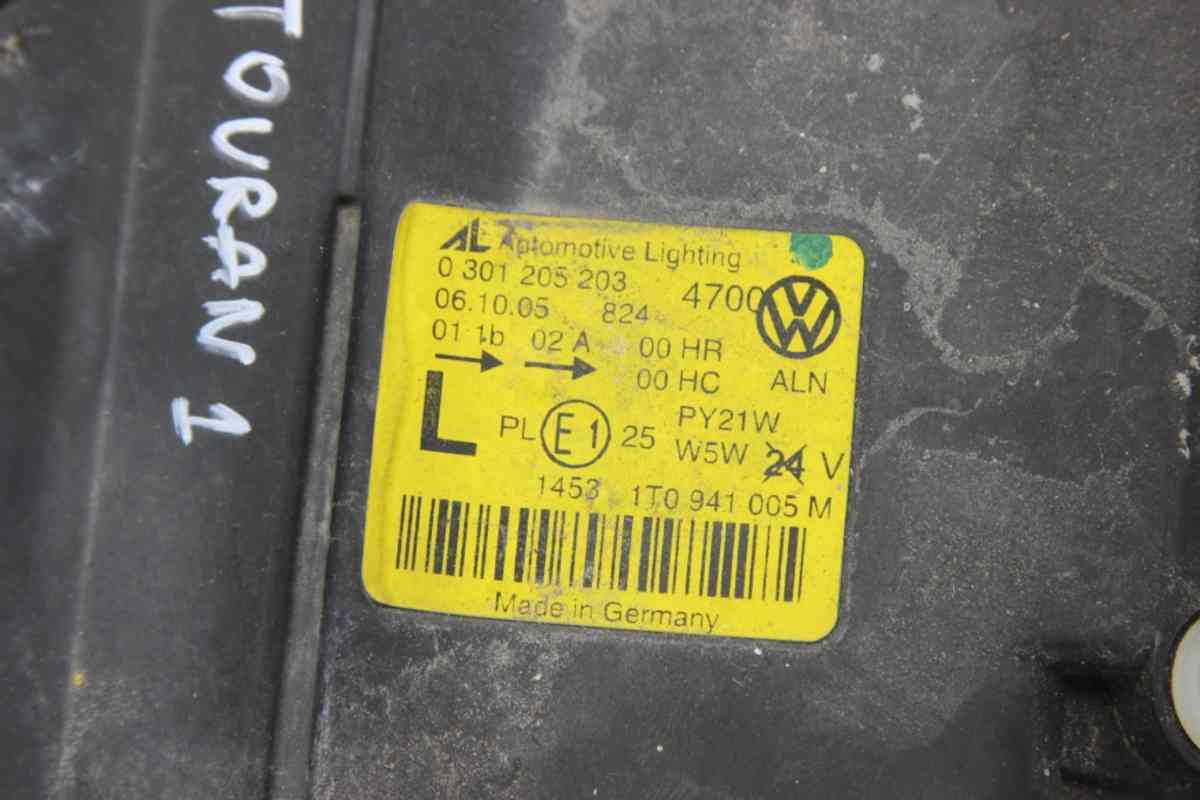 TOURAN 1
AL Automotive Lighting
0 301 205 203 4700
06.10.05 824
01 1b 02 A 00 HR
00 HC ALN
L PL E1 25 PY21W
W5W 24 V
1453 1T0 941 005 M
Made in Germany